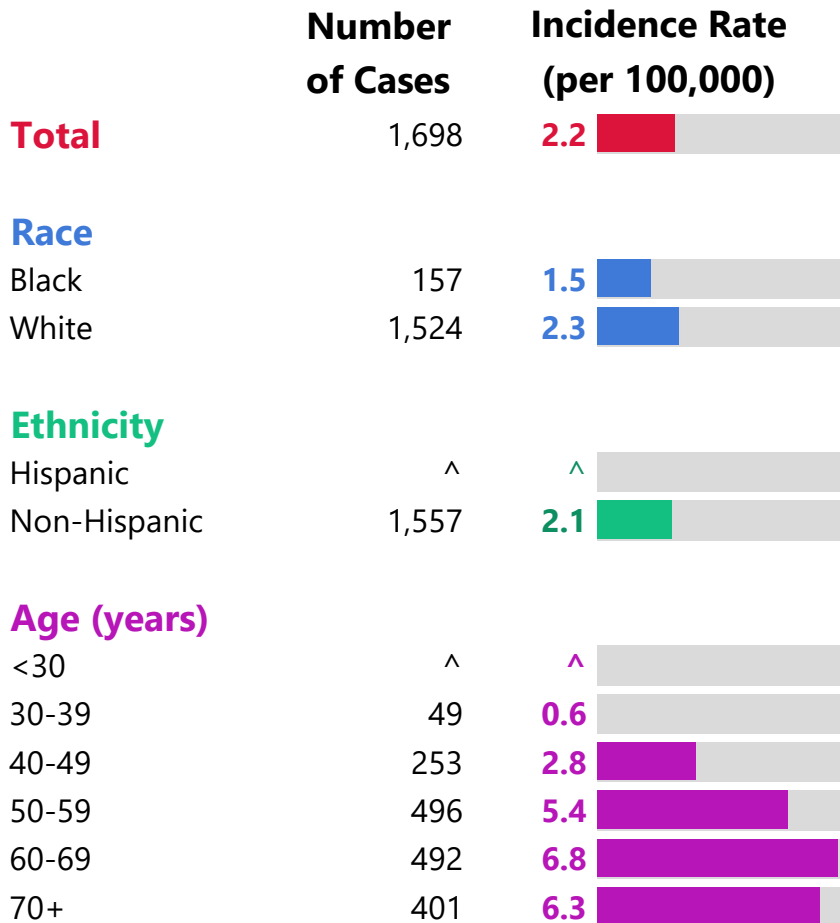 Number Incidence Rate
of Cases (per 100,000)
Total 1,698 2.2
Race
Black 157 1.5
White 1,524 2.3
Ethnicity
Hispanic ^ ^
Non-Hispanic 1,557 2.1
Age (years)
<30 ^ ^
30-39 49 0.6
40-49 253 2.8
50-59 496 5.4
60-69 492 6.8
70+ 401 6.3